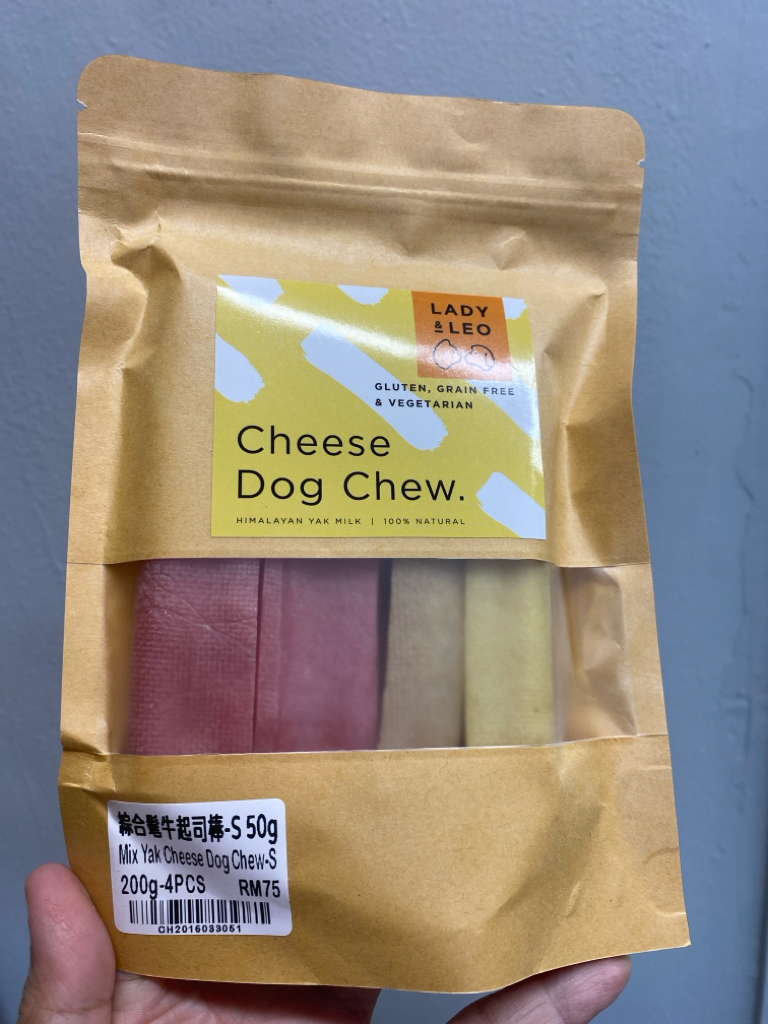 LADY
& LEO
GLUTEN, GRAIN FREE
& VEGETARIAN
Cheese
Dog Chew.
HIMALAYAN YAK MILK | 100% NATURAL
綜合氂牛起司棒-S 50g
Mix Yak Cheese Dog Chew-S
200g-4PCS RM75
CH2016033051